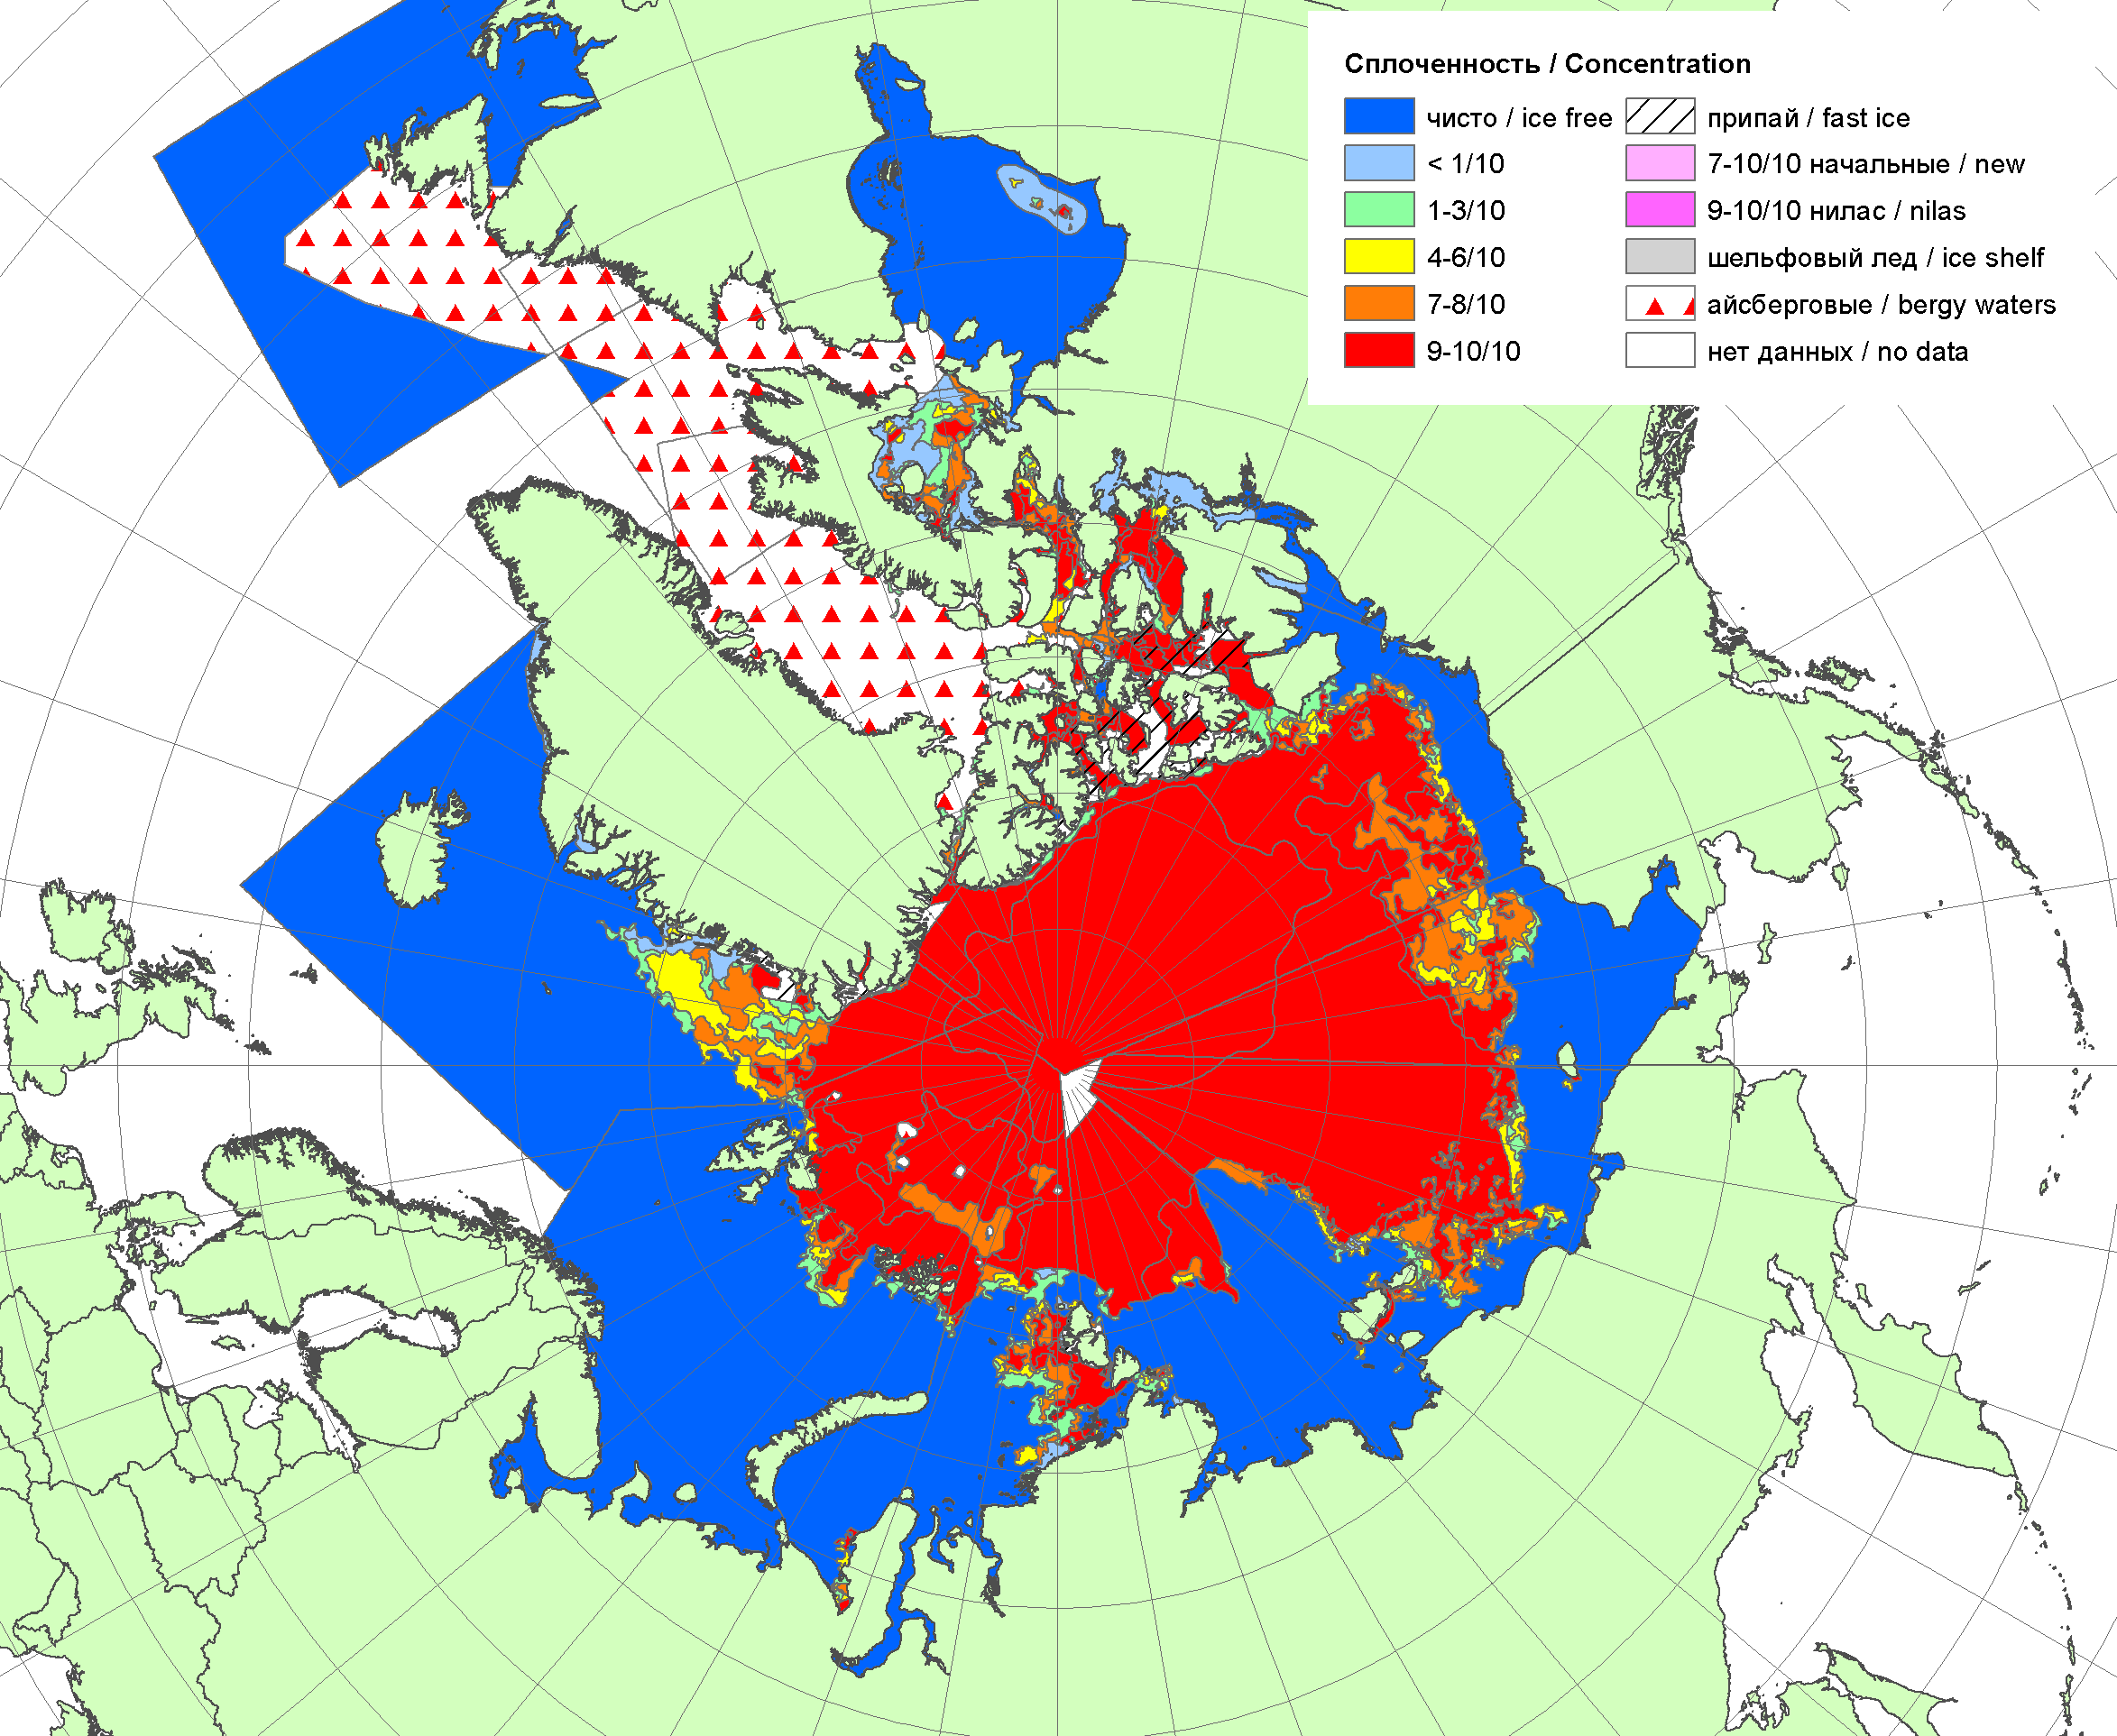 Сплоченность / Concentration
чисто / ice free
< 1/10
1-3/10
4-6/10
7-8/10
9-10/10
припай / fast ice
7-10/10 начальные / new
9-10/10 нилас / nilas
шельфовый лед / ice shelf
айсберговые / bergy waters
нет данных / no data